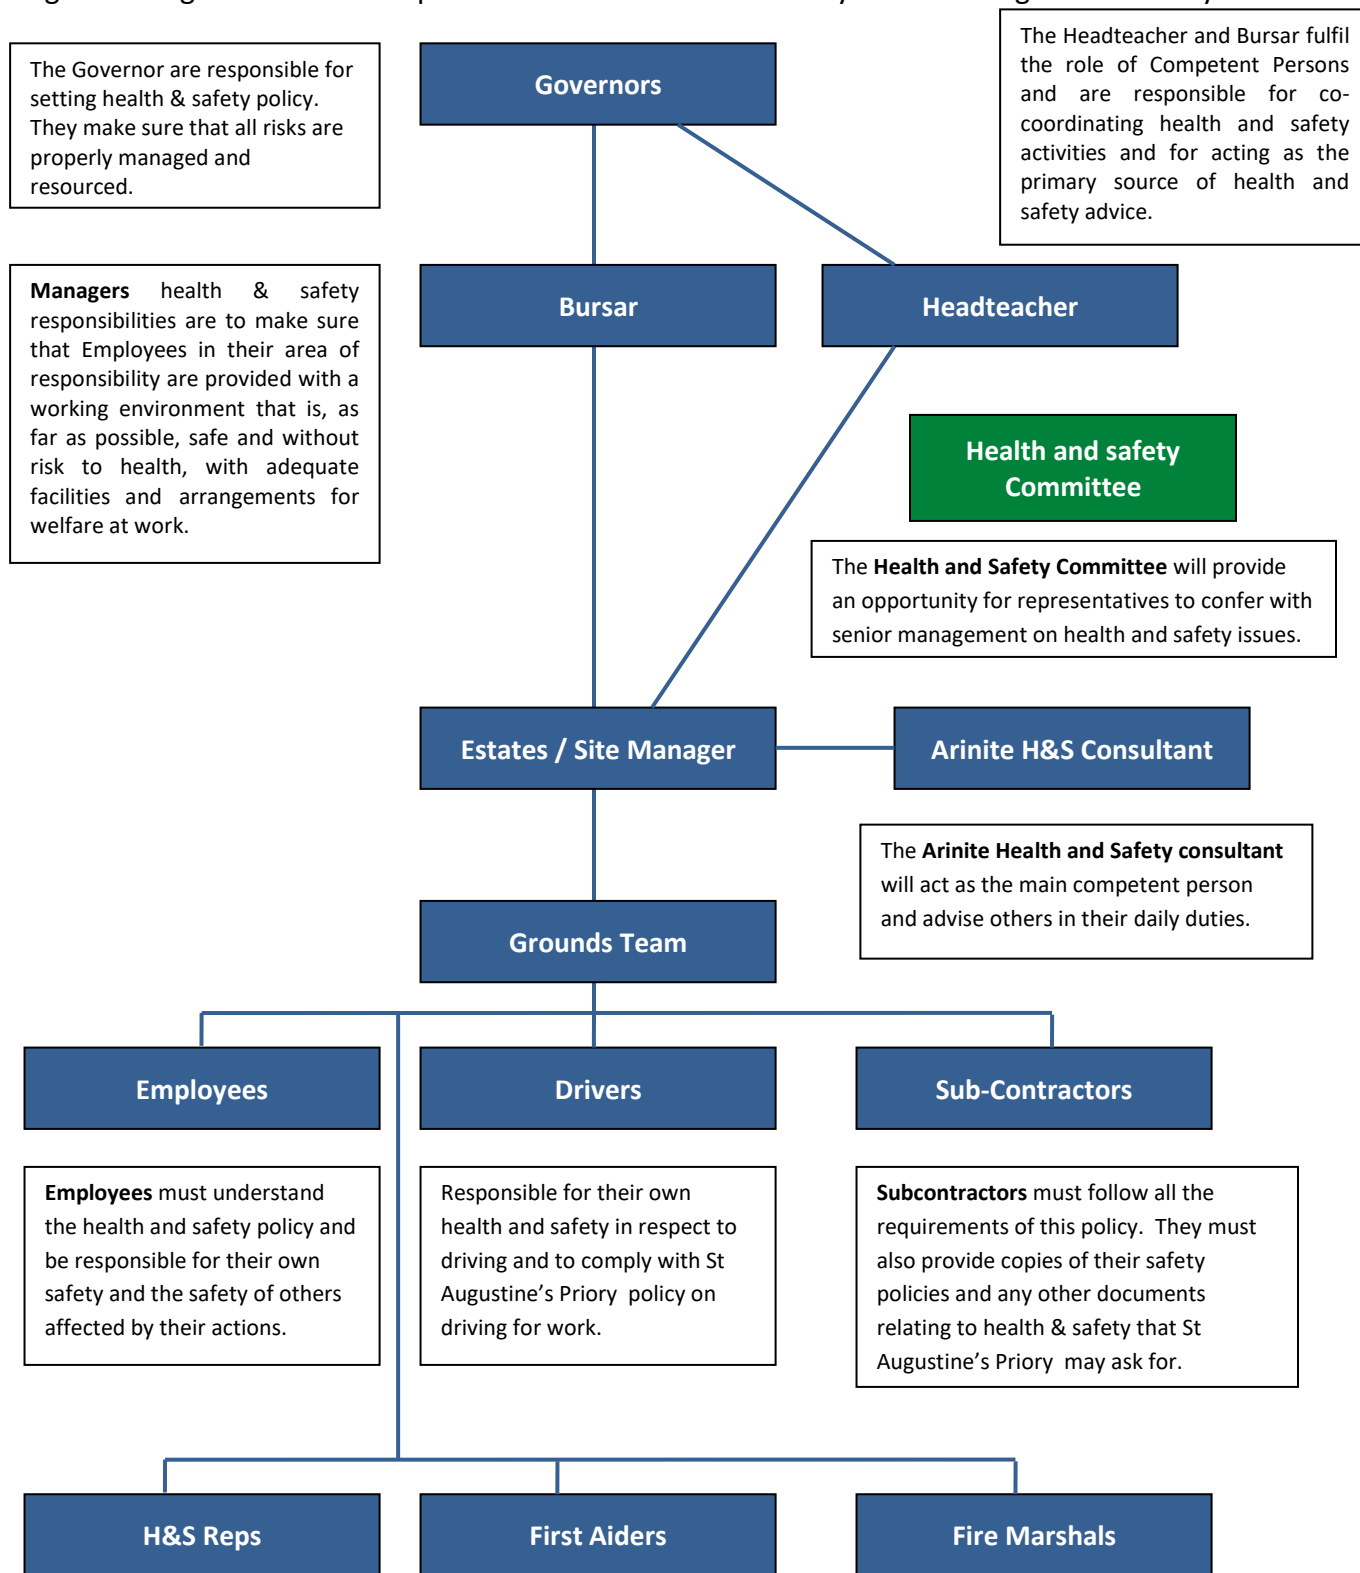 The Governor are responsible for
setting health & safety policy.
They make sure that all risks are
properly managed and
resourced.
Governors
The Headteacher and Bursar fulfil
the role of Competent Persons
and are responsible for co-
coordinating health and safety
activities and for acting as the
primary source of health and
safety advice.
Managers health & safety
responsibilities are to make sure
that Employees in their area of
responsibility are provided with a
working environment that is, as
far as possible, safe and without
risk to health, with adequate
facilities and arrangements for
welfare at work.
Bursar
Headteacher
Health and safety
Committee
The Health and Safety Committee will provide
an opportunity for representatives to confer with
senior management on health and safety issues.
Estates / Site Manager
Arinite H&S Consultant
The Arinite Health and Safety consultant
will act as the main competent person
and advise others in their daily duties.
Grounds Team
Employees
Drivers
Sub-Contractors
Employees must understand
the health and safety policy and
be responsible for their own
safety and the safety of others
affected by their actions.
Responsible for their own
health and safety in respect to
driving and to comply with St
Augustine’s Priory  policy on
driving for work.
Subcontractors must follow all the
requirements of this policy.  They must
also provide copies of their safety
policies and any other documents
relating to health & safety that St
Augustine’s Priory  may ask for.
H&S Reps
First Aiders
Fire Marshals